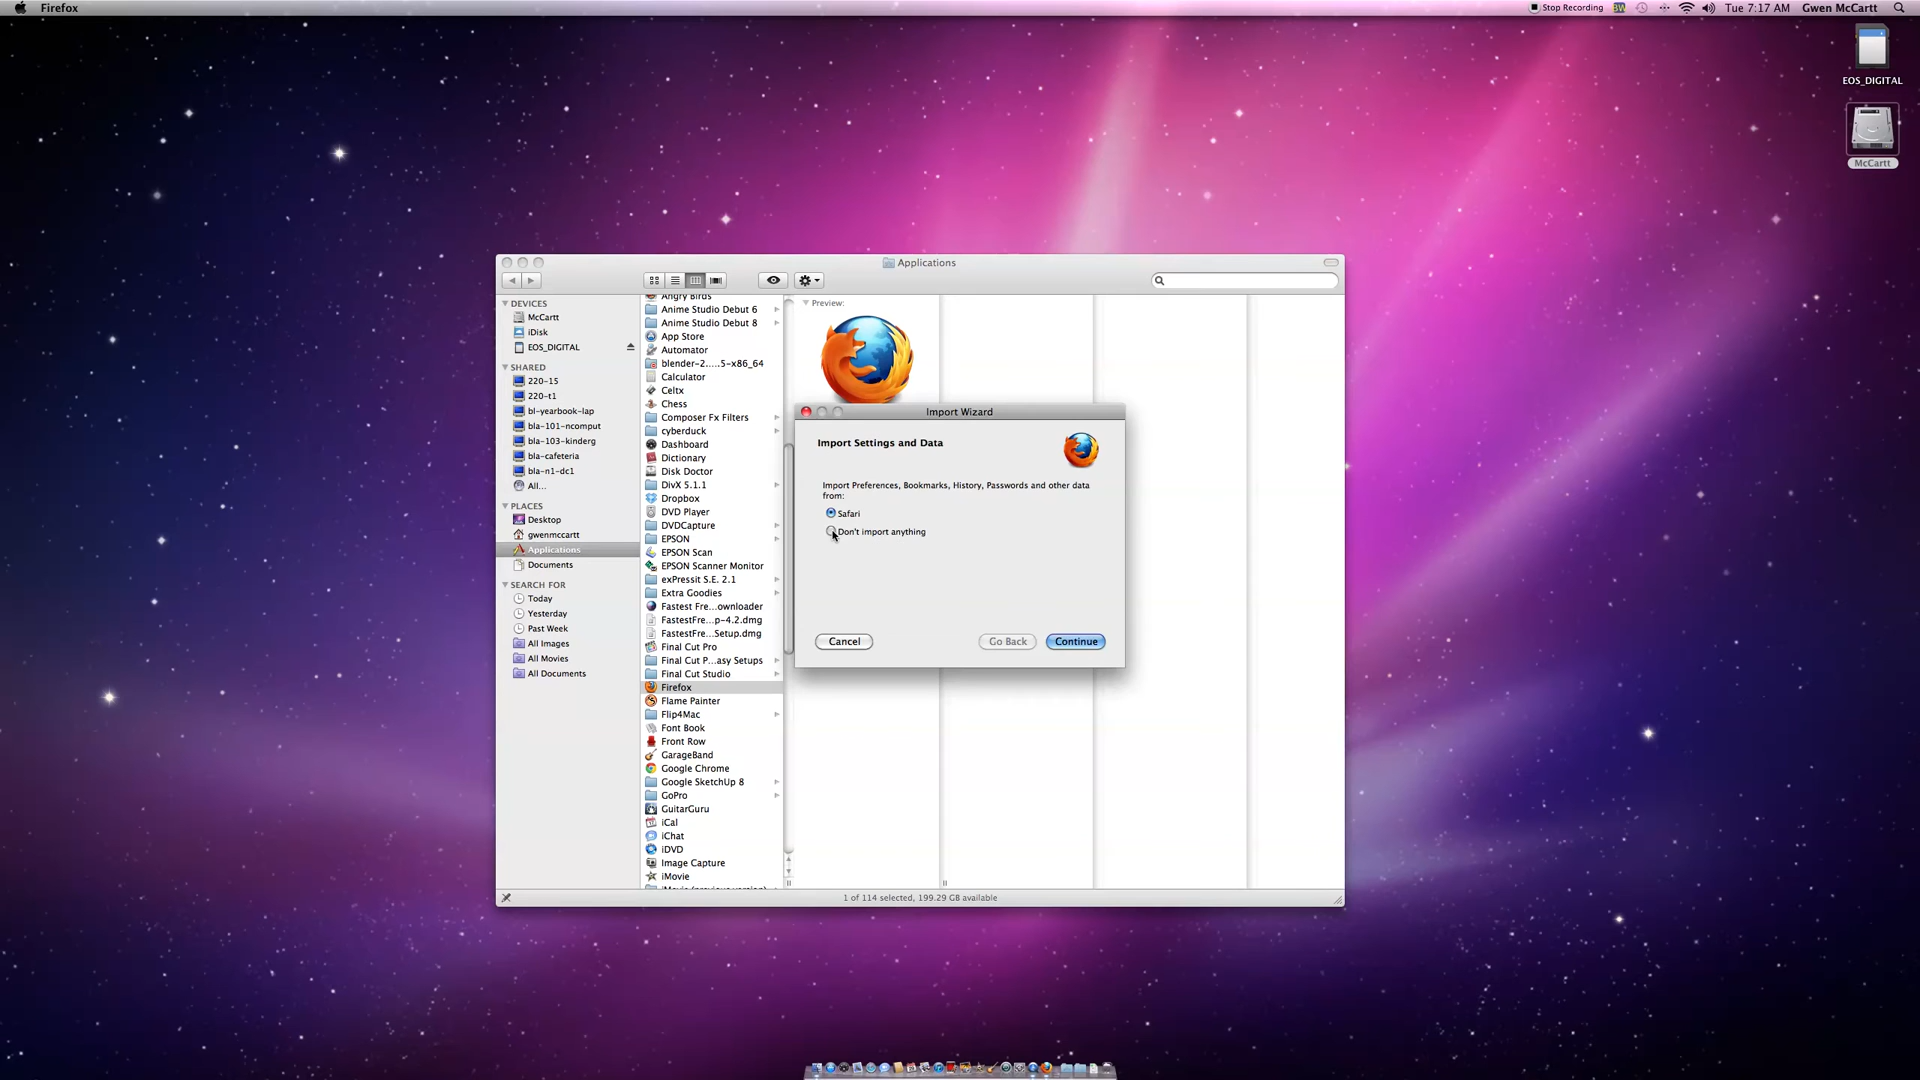 Firefox
Stop Recording
Tue 7:17 AM
Gwen McCartt
EOS_DIGITAL
McCartt
Applications
DEVICES
McCartt
iDisk
EOS_DIGITAL
SHARED
220-15
220-t1
bl-yearbook-lap
bla-101-ncomput
bla-103-kinderg
bla-cafeteria
bla-n1-dc1
All...
PLACES
Desktop
gwenmccartt
Applications
Documents
SEARCH FOR
Today
Yesterday
Past Week
All Images
All Movies
All Documents
Angry Birds
Anime Studio Debut 6
Anime Studio Debut 8
App Store
Automator
blender-2.....5-x86_64
Calculator
Celtx
Chess
Composer Fx Filters
cyberduck
Dashboard
Dictionary
Disk Doctor
DivX 5.1.1
Dropbox
DVD Player
DVDCapture
EPSON
EPSON Scan
EPSON Scanner Monitor
exPressit S.E. 2.1
Extra Goodies
Fastest Fre...ownloader
FastestFre...p-4.2.dmg
FastestFre...Setup.dmg
Final Cut Pro
Final Cut P...asy Setups
Final Cut Studio
Firefox
Flame Painter
Flip4Mac
Font Book
Front Row
GarageBand
Google Chrome
Google SketchUp 8
GoPro
GuitarGuru
iCal
iChat
iDVD
Image Capture
iMovie
Preview:
Import Wizard
Import Settings and Data
Import Preferences, Bookmarks, History, Passwords and other data
from:
Safari
Don't import anything
Cancel
Go Back
Continue
1 of 114 selected, 199.29 GB available